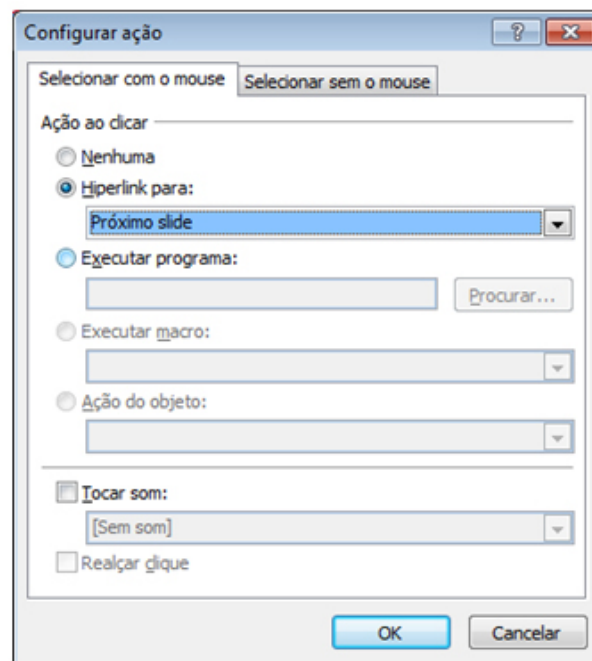 Configurar ação
Selecionar com o mouse Selecionar sem o mouse
Ação ao clicar
Nenhuma
Hiperlink para:
Próximo slide
Executar programa:
Procurar...
Executar macro:
Ação do objeto:
Tocar som:
[Sem som]
Realçar clique
OK Cancelar